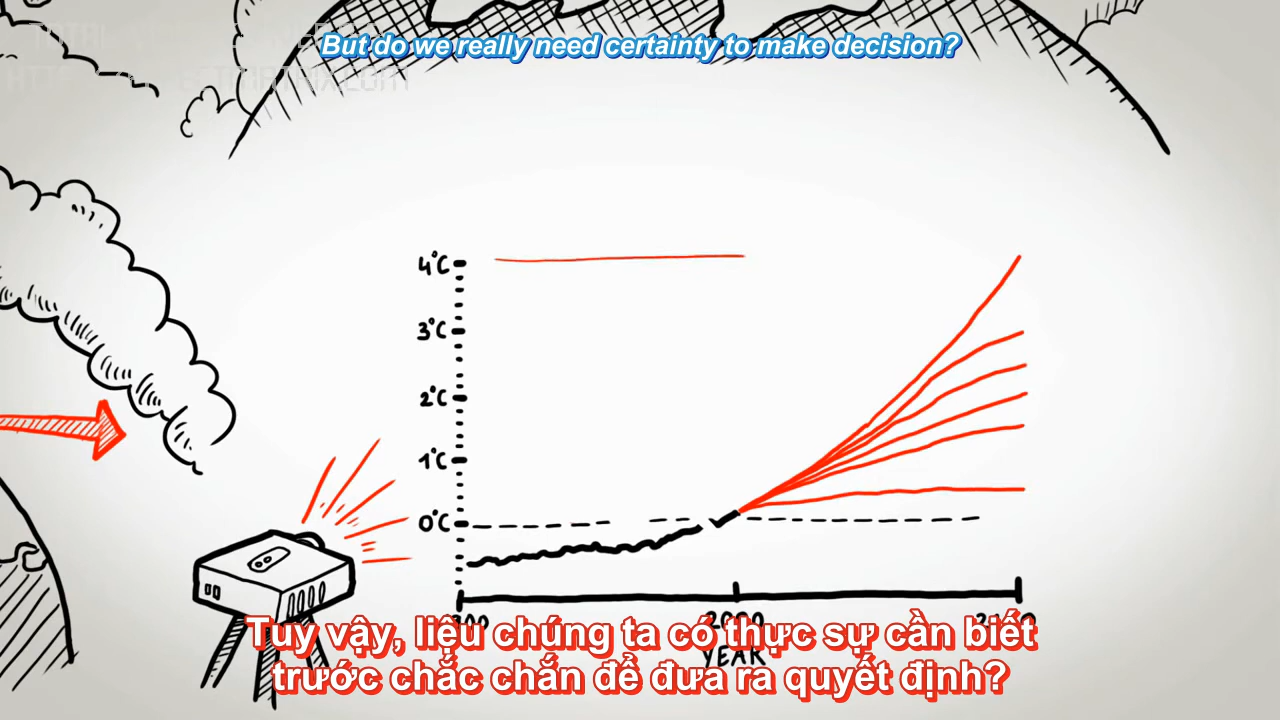 But do we really need certainty to make decision?
4°C
3°C
2°C
1°C
0°C
2000
YEAR
Tuy vậy, liệu chúng ta có thực sự cần biết
trước chắc chắn để đưa ra quyết định?